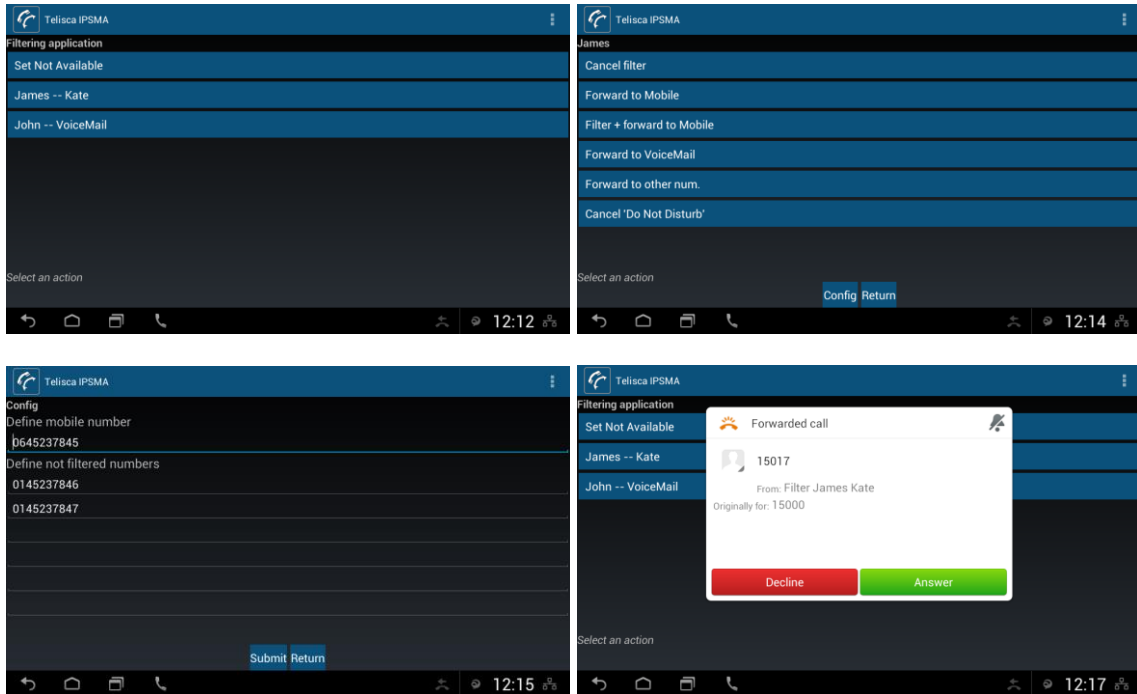 Telisca IPSMA
Filtering application
Set Not Available
James -- Kate
John -- VoiceMail
Select an action
12:12
Telisca IPSMA
James
Cancel filter
Forward to Mobile
Filter + forward to Mobile
Forward to VoiceMail
Forward to other num.
Cancel 'Do Not Disturb'
Select an action
Config Return
12:14
Telisca IPSMA
Config
Define mobile number
0645237845
Define not filtered numbers
0145237846
0145237847
Submit Return
12:15
Telisca IPSMA
Filtering application
Set Not Available
James -- Kate
John -- VoiceMail
Forwarded call
15017
From: Filter James Kate
Originally for: 15000
Decline Answer
Select an action
12:17